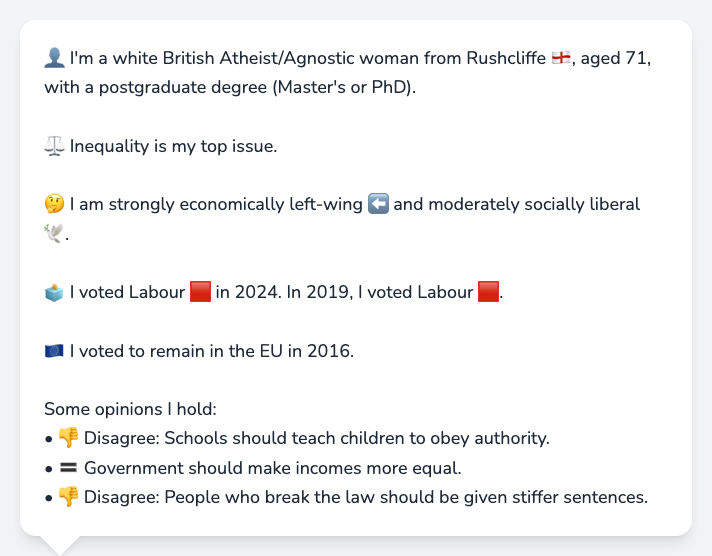 👤 I'm a white British Atheist/Agnostic woman from Rushcliffe 🏴󠁧󠁢󠁥󠁮󠁧󠁿, aged 71,
with a postgraduate degree (Master's or PhD).
⚖️ Inequality is my top issue.
🤔 I am strongly economically left-wing ⬅️ and moderately socially liberal
🕊️.
🗳️ I voted Labour 🟥 in 2024. In 2019, I voted Labour 🟥.
🇪🇺 I voted to remain in the EU in 2016.
Some opinions I hold:
• 👎 Disagree: Schools should teach children to obey authority.
• 🟰 Government should make incomes more equal.
• 👎 Disagree: People who break the law should be given stiffer sentences.